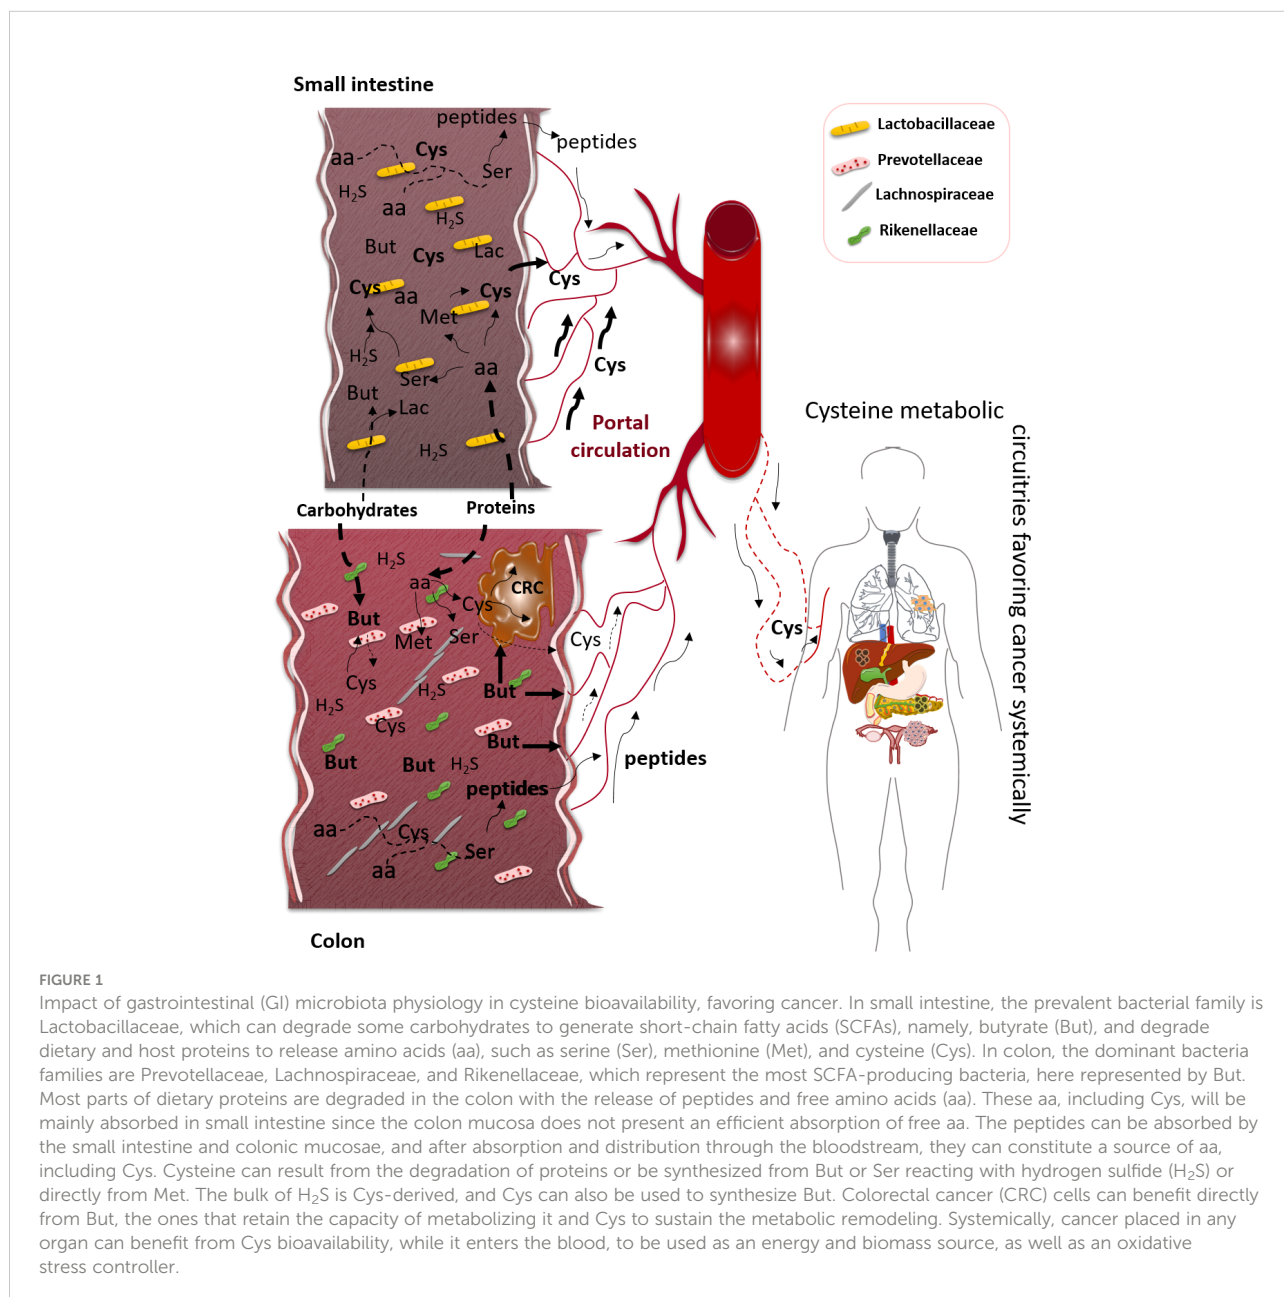 Small intestine
peptides
peptides
aa
Cys
Ser
H₂S
aa
H₂S
But
Cys
Lac
Cys
Cys
aa
Cys
Cys
Met
H₂S
Ser
aa
Cys
But
Lac
H₂S
Portal
circulation
Lactobacillaceae
Prevotellaceae
Lachnospiraceae
Rikenellaceae
Carbohydrates
Proteins
H₂S
aa
Cys
CRC
But
Met
Ser
Cys
Cys
H₂S
But
H₂S
Cys
But
But
But
H₂S
peptides
peptides
aa
Cys
Ser
aa
Colon
Cysteine metabolic
circuitries favoring cancer systemically
Cys
FIGURE 1
Impact of gastrointestinal (GI) microbiota physiology in cysteine bioavailability, favoring cancer. In small intestine, the prevalent bacterial family is
Lactobacillaceae, which can degrade some carbohydrates to generate short-chain fatty acids (SCFAs), namely, butyrate (But), and degrade
dietary and host proteins to release amino acids (aa), such as serine (Ser), methionine (Met), and cysteine (Cys). In colon, the dominant bacteria
families are Prevotellaceae, Lachnospiraceae, and Rikenellaceae, which represent the most SCFA-producing bacteria, here represented by But.
Most parts of dietary proteins are degraded in the colon with the release of peptides and free amino acids (aa). These aa, including Cys, will be
mainly absorbed in small intestine since the colon mucosa does not present an efficient absorption of free aa. The peptides can be absorbed by
the small intestine and colonic mucosae, and after absorption and distribution through the bloodstream, they can constitute a source of aa,
including Cys. Cysteine can result from the degradation of proteins or be synthesized from But or Ser reacting with hydrogen sulfide (H₂S) or
directly from Met. The bulk of H₂S is Cys-derived, and Cys can also be used to synthesize But. Colorectal cancer (CRC) cells can benefit directly
from But, the ones that retain the capacity of metabolizing it and Cys to sustain the metabolic remodeling. Systemically, cancer placed in any
organ can benefit from Cys bioavailability, while it enters the blood, to be used as an energy and biomass source, as well as an oxidative
stress controller.